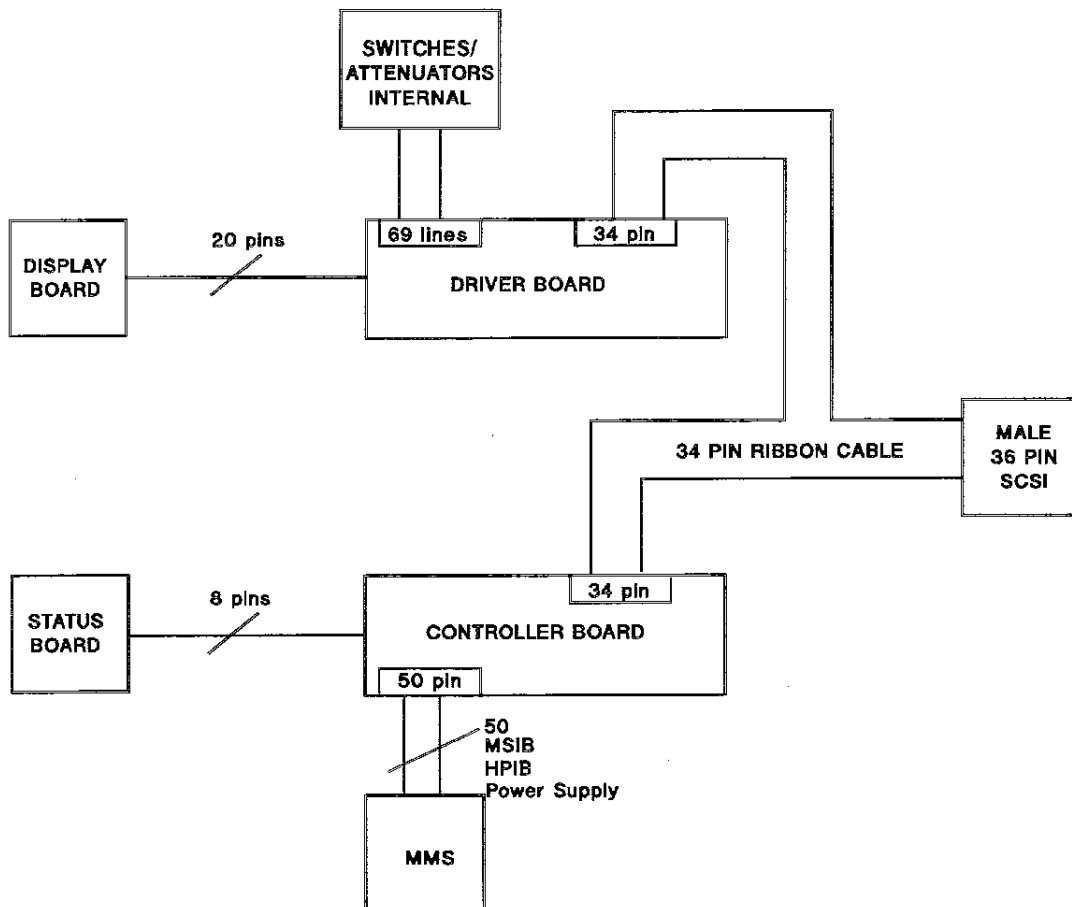 SWITCHES/
ATTENUATORS
INTERNAL
69 lines
34 pin
20 pins
DISPLAY
BOARD
DRIVER BOARD
34 PIN RIBBON CABLE
MALE
36 PIN
SCSI
34 pin
8 pins
STATUS
BOARD
CONTROLLER BOARD
50 pin
50
MSIB
HPIB
Power Supply
MMS